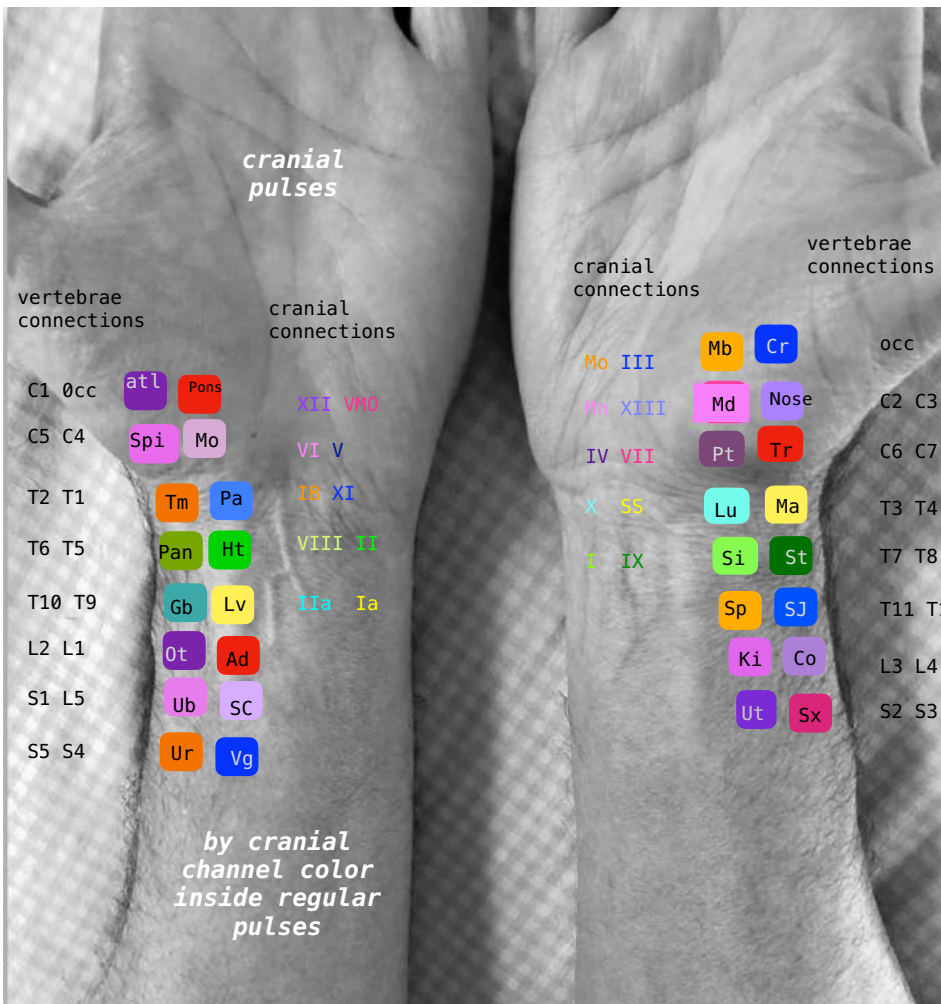 cranial
pulses
vertebrae
connections
cranial
connections
vertebrae
connections
cranial
connections
C1 0cc atl Pons XII VMO
C5 C4 Spi Mo VI V
T2 T1 Tm Pa IB XI
T6 T5 Pan Ht VIII II
T10 T9 Gb Lv IIa Ia
L2 L1 Ot Ad
S1 L5 Ub SC
S5 S4 Ur Vg
Mo III Mb Cr occ
Mn XIII Md Nose C2 C3
IV VII Pt Tr C6 C7
X SS Lu Ma T3 T4
I IX Si St T7 T8
Sp SJ T11
Ki Co L3 L4
Ut Sx S2 S3
by cranial
channel color
inside regular
pulses